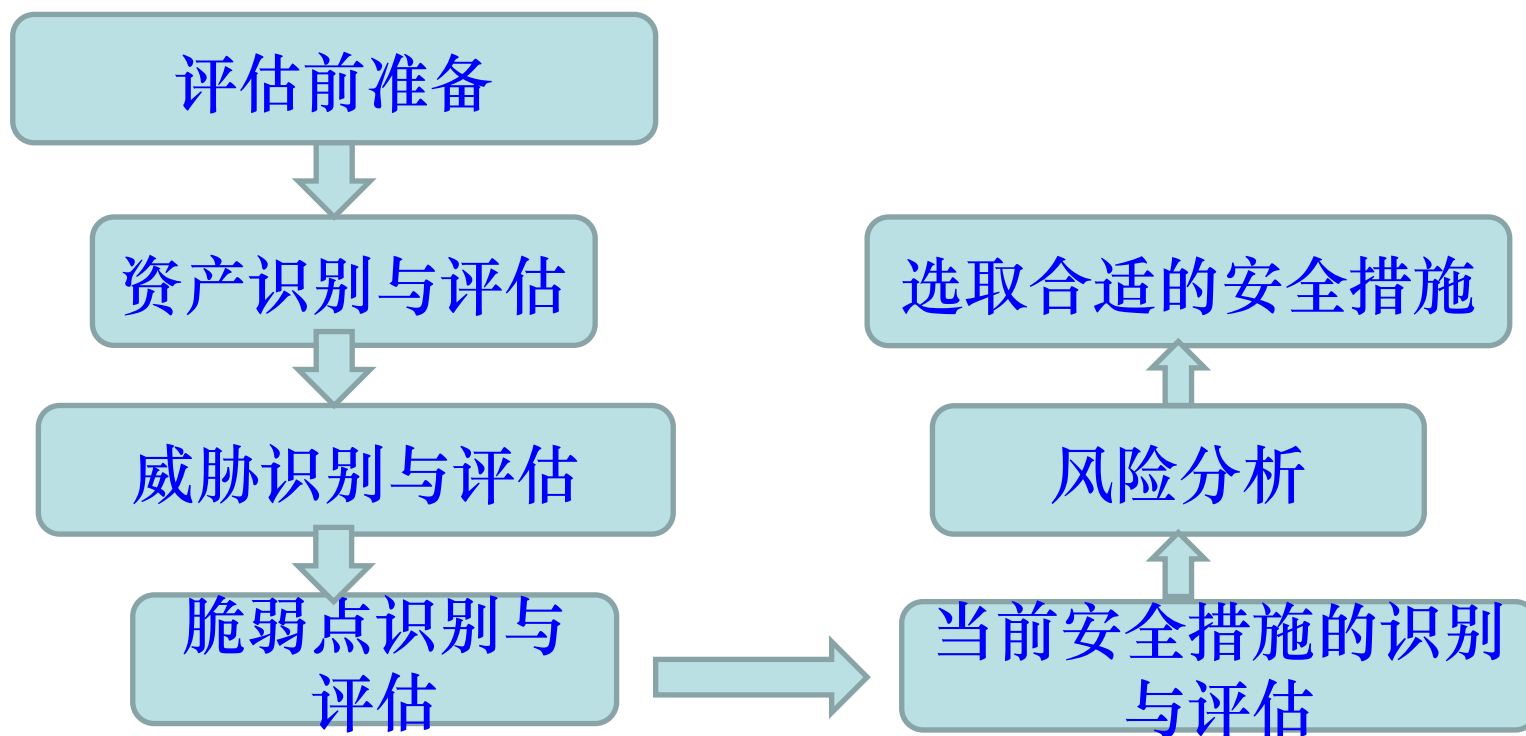 评估前准备
资产识别与评估
威胁识别与评估
脆弱点识别与
评估
当前安全措施的识别
与评估
风险分析
选取合适的安全措施